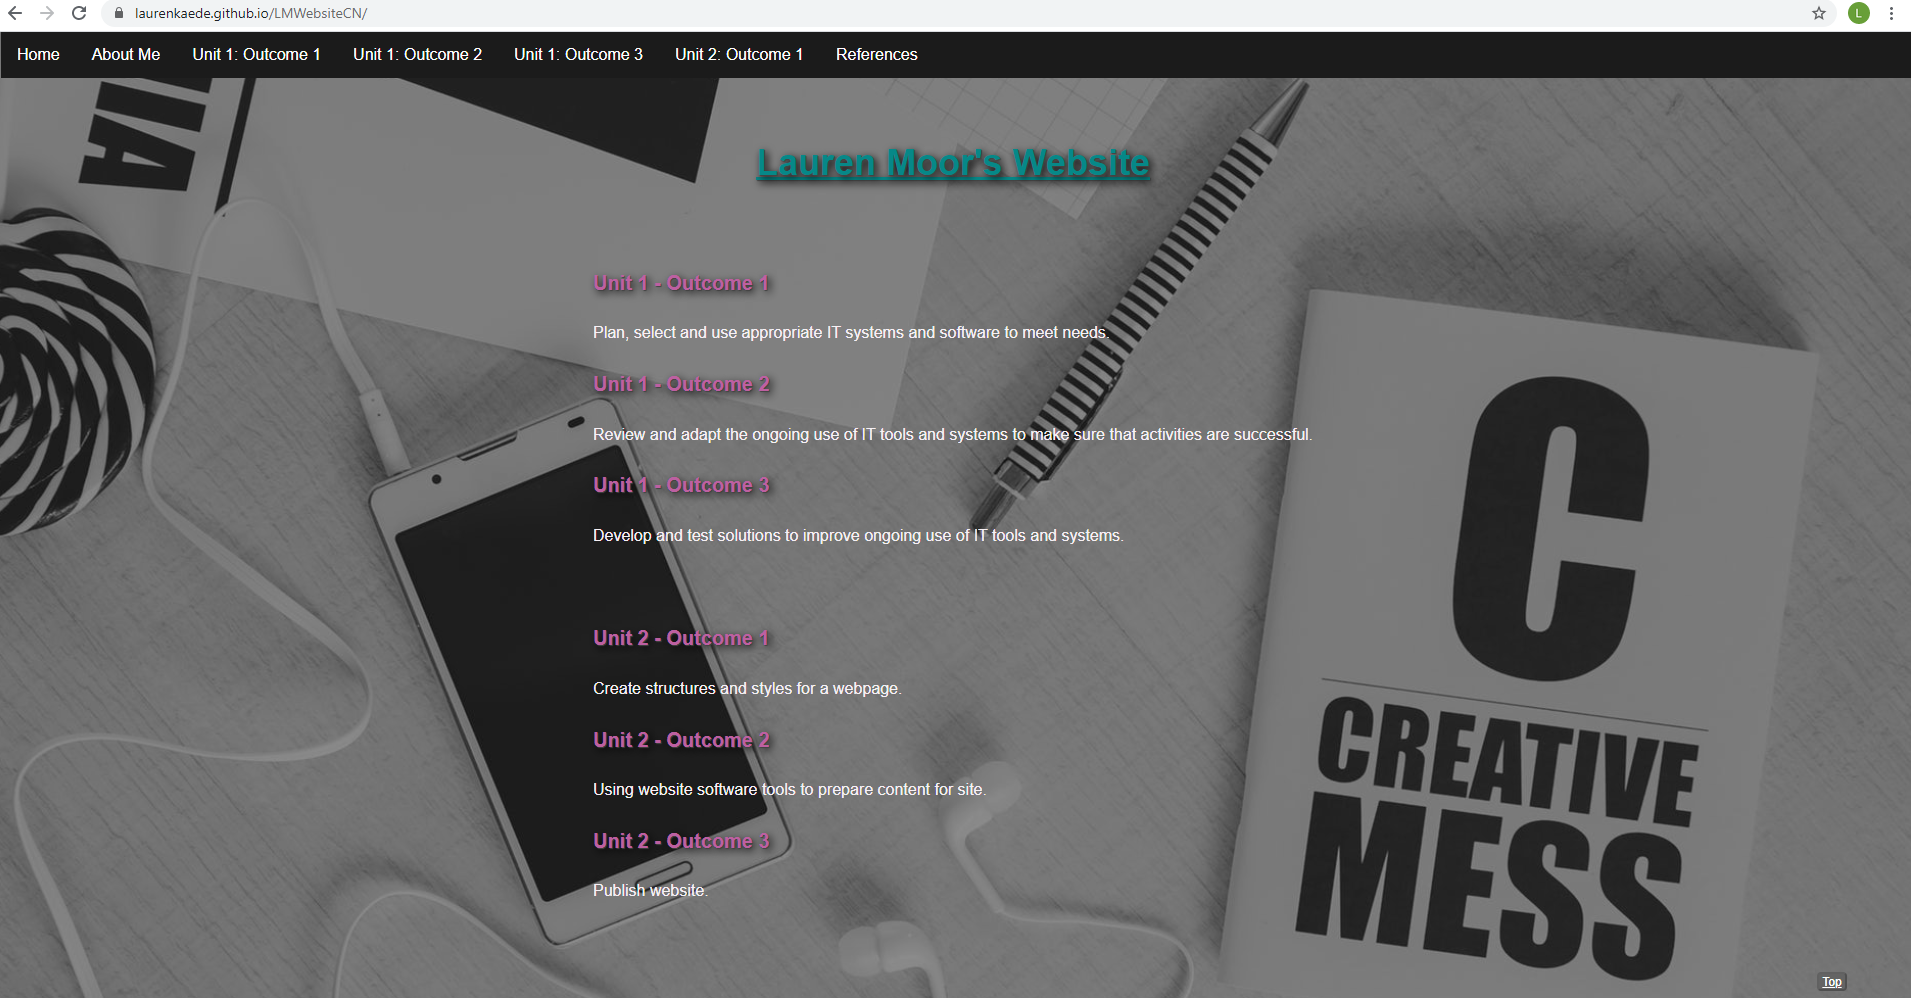 laurenkaede.github.io/LMWebsiteCN/
L
Home About Me Unit 1: Outcome 1 Unit 1: Outcome 2 Unit 1: Outcome 3 Unit 2: Outcome 1 References
Lauren Moor's Website
Unit 1 - Outcome 1
Plan, select and use appropriate IT systems and software to meet needs.
Unit 1 - Outcome 2
Review and adapt the ongoing use of IT tools and systems to make sure that activities are successful.
Unit 1 - Outcome 3
Develop and test solutions to improve ongoing use of IT tools and systems.
Unit 2 - Outcome 1
Create structures and styles for a webpage.
Unit 2 - Outcome 2
Using website software tools to prepare content for site.
Unit 2 - Outcome 3
Publish website.
C
CREATIVE
MESS
Top